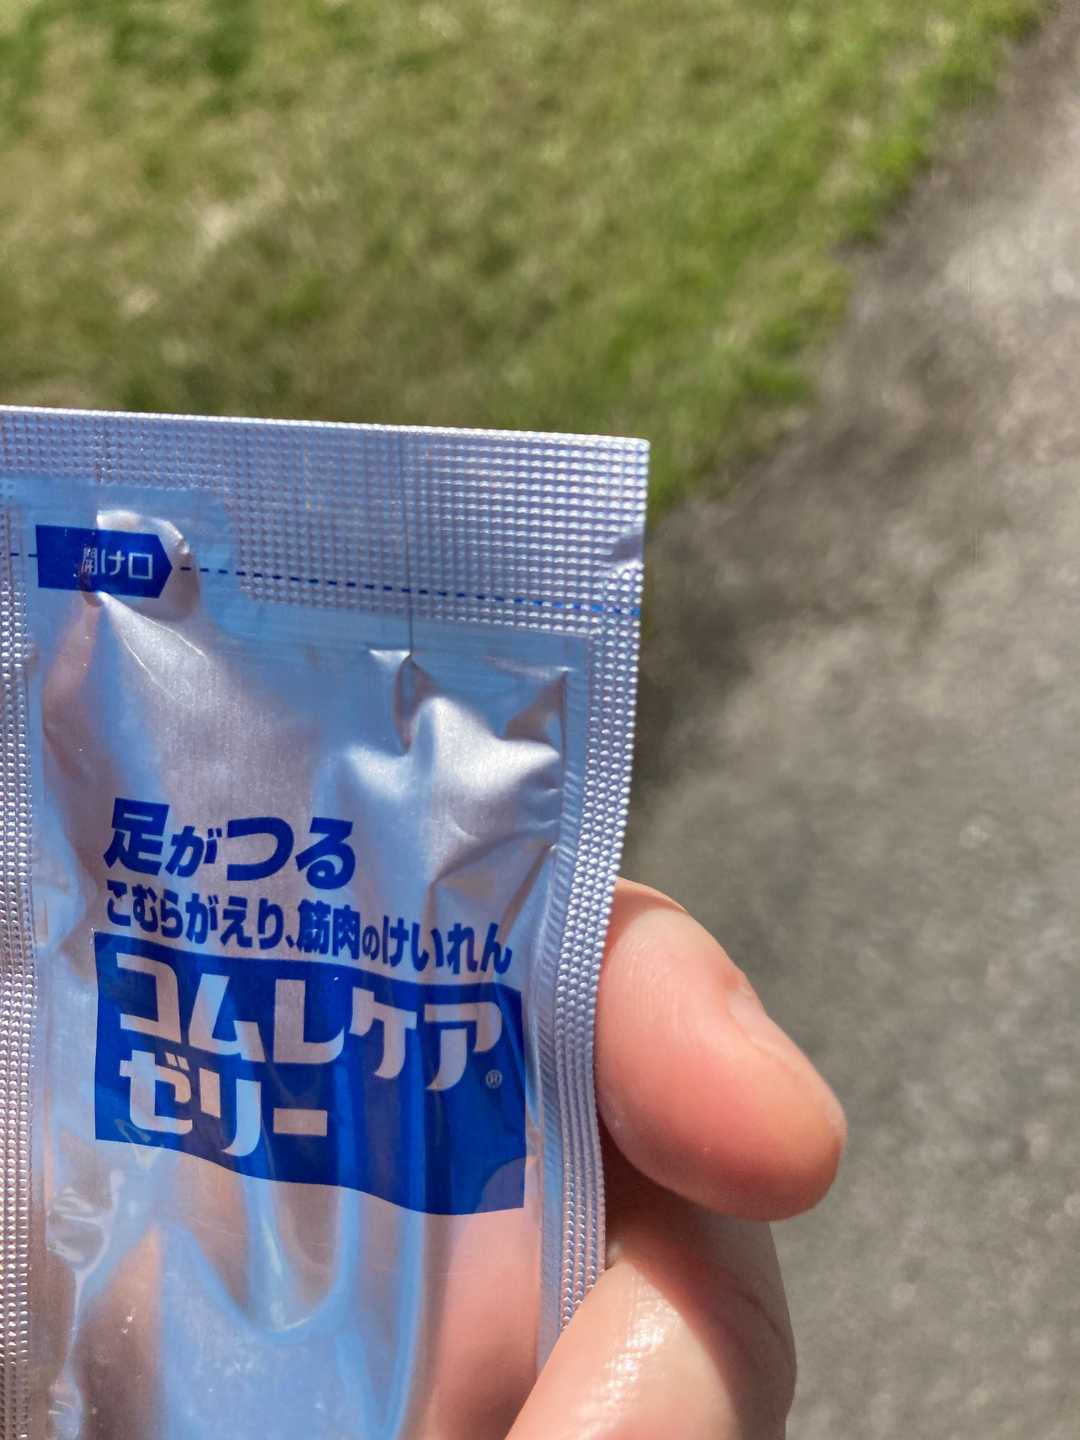 開け口
足がつる
こむらがえり、筋肉のけいれん
コムレケア®
ゼリー